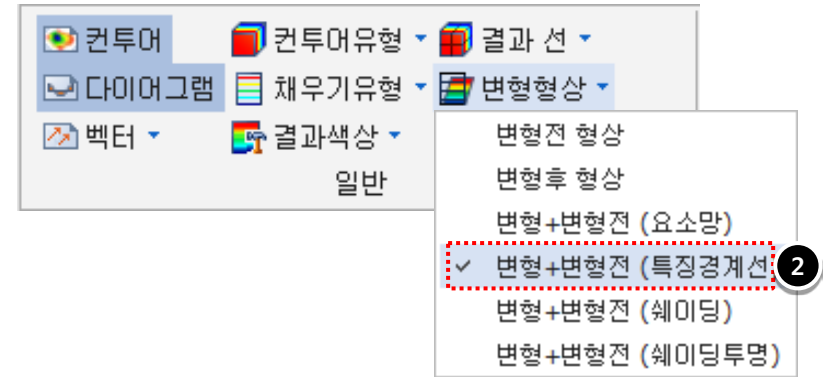 컨투어 컨투어유형 결과 선
다이어그램 채우기유형 변형형상
벡터 결과색상
일반
변형전 형상
변형후 형상
변형+변형전 (요소망)
변형+변형전 (특징경계선 2
변형+변형전 (쉐이딩)
변형+변형전 (쉐이딩투명)